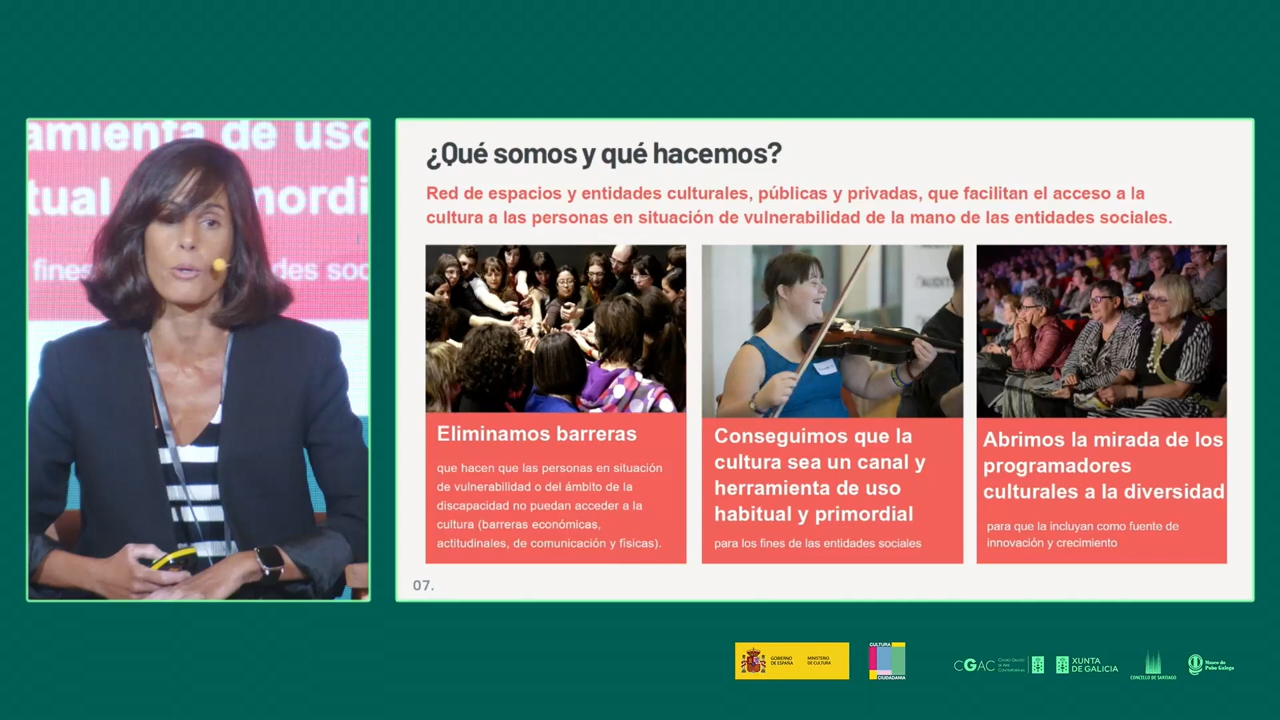 amienta de uso
tual
mordi
fines
des soc
¿Qué somos y qué hacemos?
Red de espacios y entidades culturales, públicas y privadas, que facilitan el acceso a la
cultura a las personas en situación de vulnerabilidad de la mano de las entidades sociales.
Eliminamos barreras
que hacen que las personas en situación
de vulnerabilidad o del ámbito de la
discapacidad no puedan acceder a la
cultura (barreras económicas,
actitudinales, de comunicación y físicas).
Conseguimos que la
cultura sea un canal y
herramienta de uso
habitual y primordial
para los fines de las entidades sociales
Abrimos la mirada de los
programadores
culturales a la diversidad
para que la incluyan como fuente de
innovación y crecimiento
07.
GOBIERNO
DE ESPAÑA
MINISTERIO
DE CULTURA
CULTURA
CIUDADANÍA
CGAC
XUNTA
DE GALICIA
CONCELLO DE SANTIAGO
Museo do
Pobo Galego